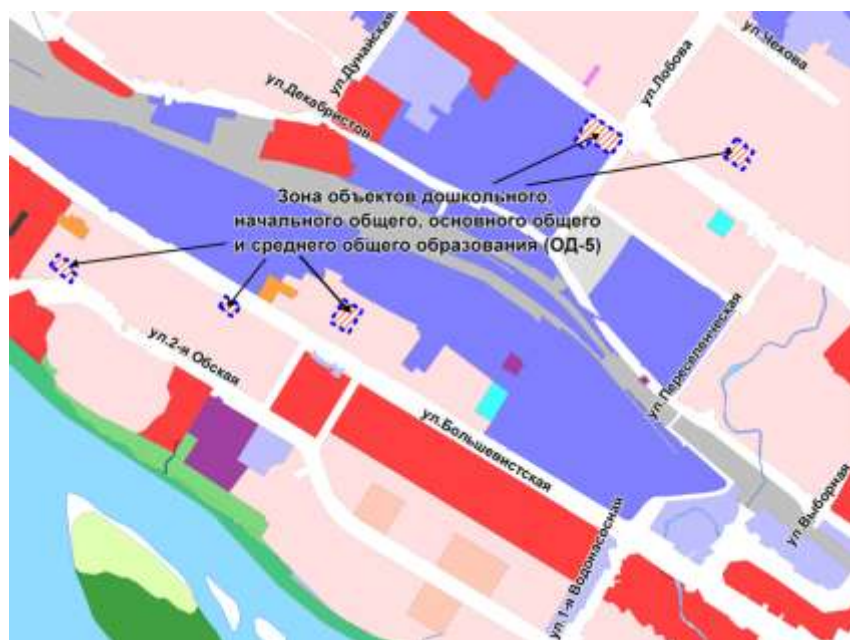 ул.Дунайская
ул.Чехова
ул.Лобова
ул.Декабристов
Зона объектов дошкольного,
начального общего, основного общего
и среднего общего образования (ОД-5)
ул.2-я Обская
ул.Переселенческая
ул.Большевистская
ул.Выборная
ул.1-я Водонасосная